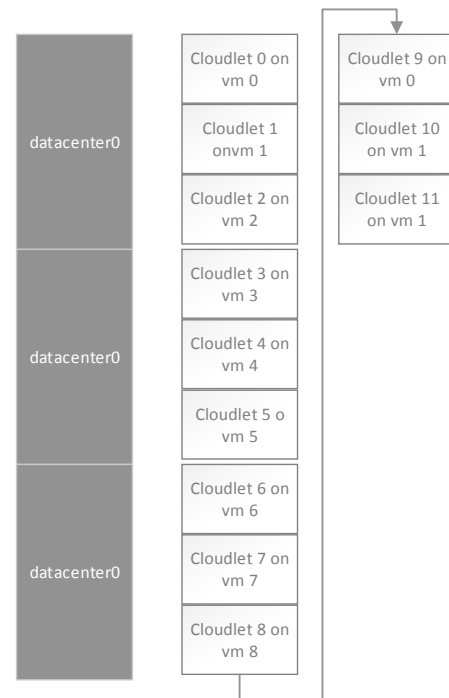 datacenter0
datacenter0
datacenter0
Cloudlet 0 on
vm 0
Cloudlet 1
onvm 1
Cloudlet 2 on
vm 2
Cloudlet 3 on
vm 3
Cloudlet 4 on
vm 4
Cloudlet 5 o
vm 5
Cloudlet 6 on
vm 6
Cloudlet 7 on
vm 7
Cloudlet 8 on
vm 8
Cloudlet 9 on
vm 0
Cloudlet 10
on vm 1
Cloudlet 11
on vm 1